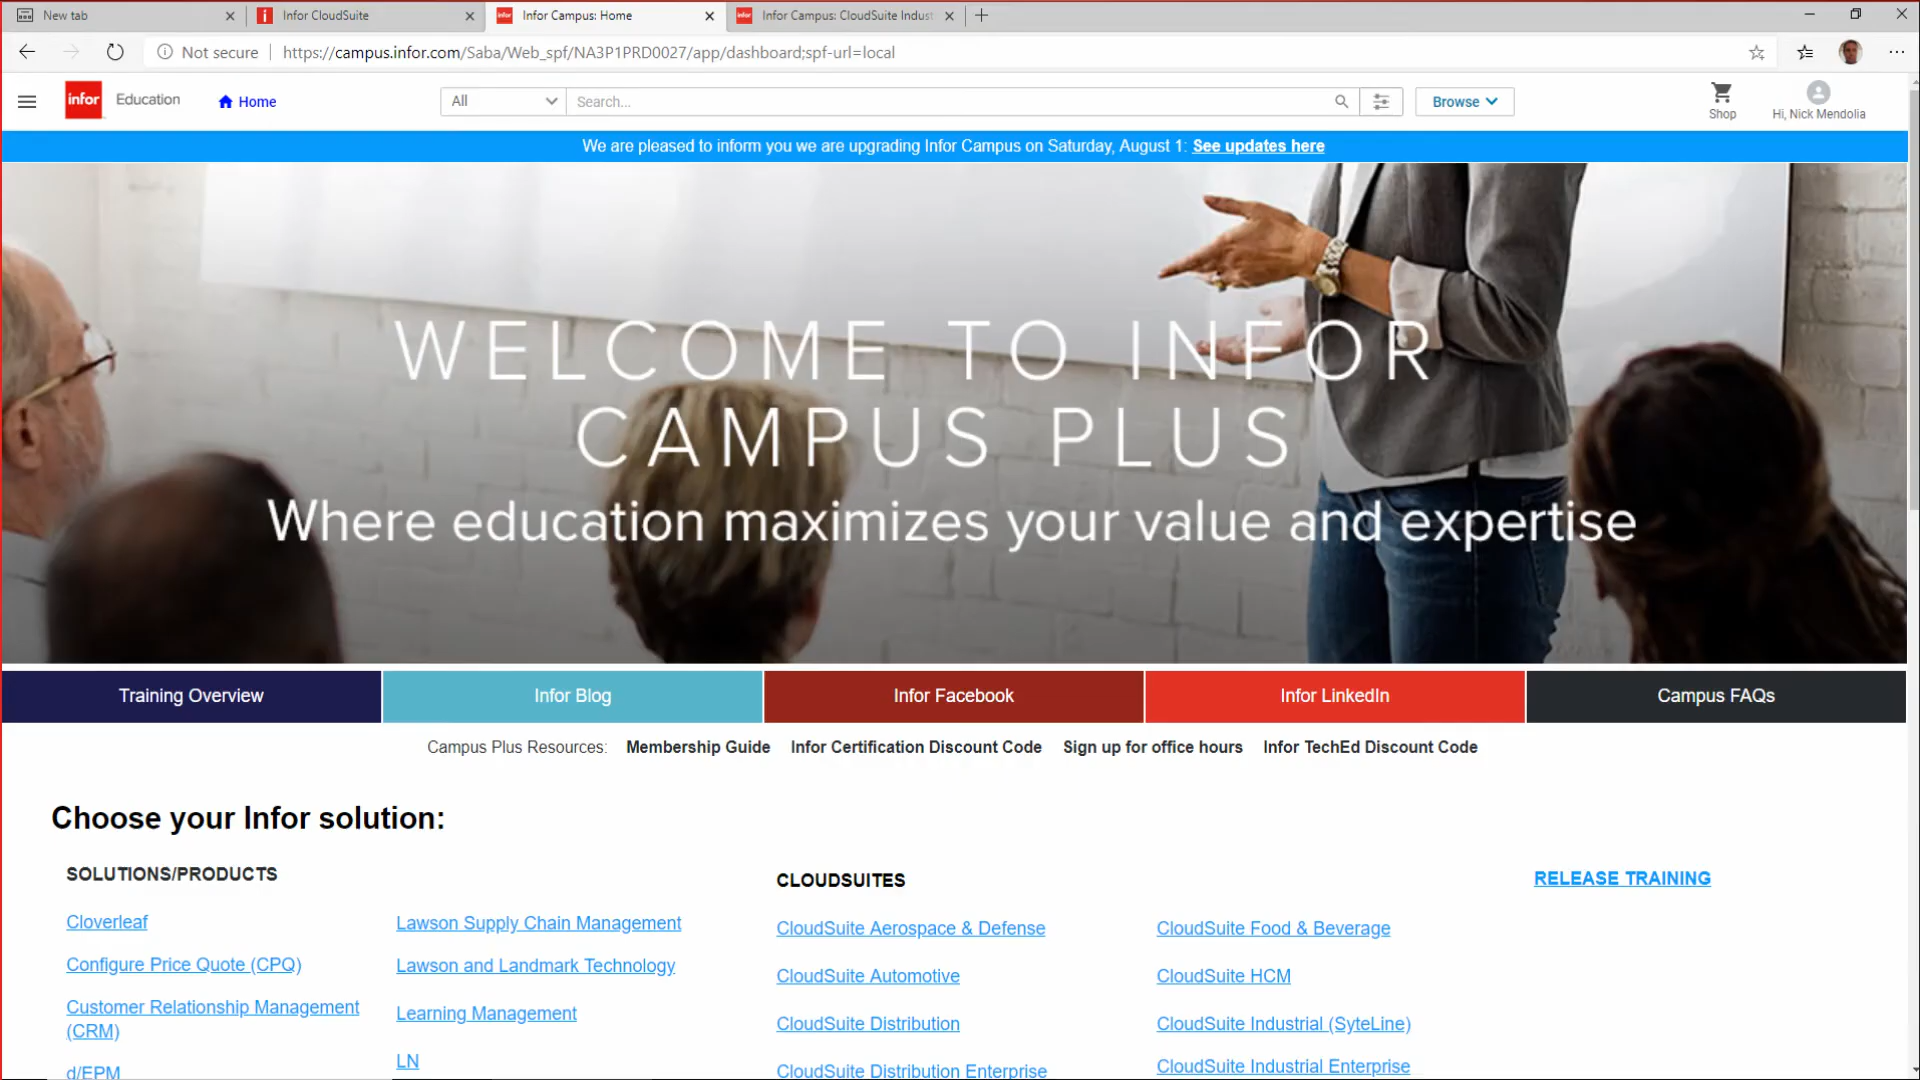 New tab
Infor CloudSuite
Infor Campus: Home
Infor Campus: CloudSuite Indust
Not secure
https://campus.infor.com/Saba/Web_spf/NA3P1PRD0027/app/dashboard;spf-url=local
infor
Education
Home
All
Search...
Browse
Shop
Hi, Nick Mendolia
We are pleased to inform you we are upgrading Infor Campus on Saturday, August 1: See updates here
WELCOME TO INFOR
CAMPUS PLUS
Where education maximizes your value and expertise
Training Overview
Infor Blog
Infor Facebook
Infor LinkedIn
Campus FAQs
Campus Plus Resources: Membership Guide Infor Certification Discount Code Sign up for office hours Infor TechEd Discount Code
Choose your Infor solution:
SOLUTIONS/PRODUCTS
Cloverleaf
Configure Price Quote (CPQ)
Customer Relationship Management
(CRM)
d/EPM
Lawson Supply Chain Management
Lawson and Landmark Technology
Learning Management
LN
CLOUDSUITES
CloudSuite Aerospace & Defense
CloudSuite Automotive
CloudSuite Distribution
CloudSuite Distribution Enterprise
CloudSuite Food & Beverage
CloudSuite HCM
CloudSuite Industrial (SyteLine)
CloudSuite Industrial Enterprise
RELEASE TRAINING